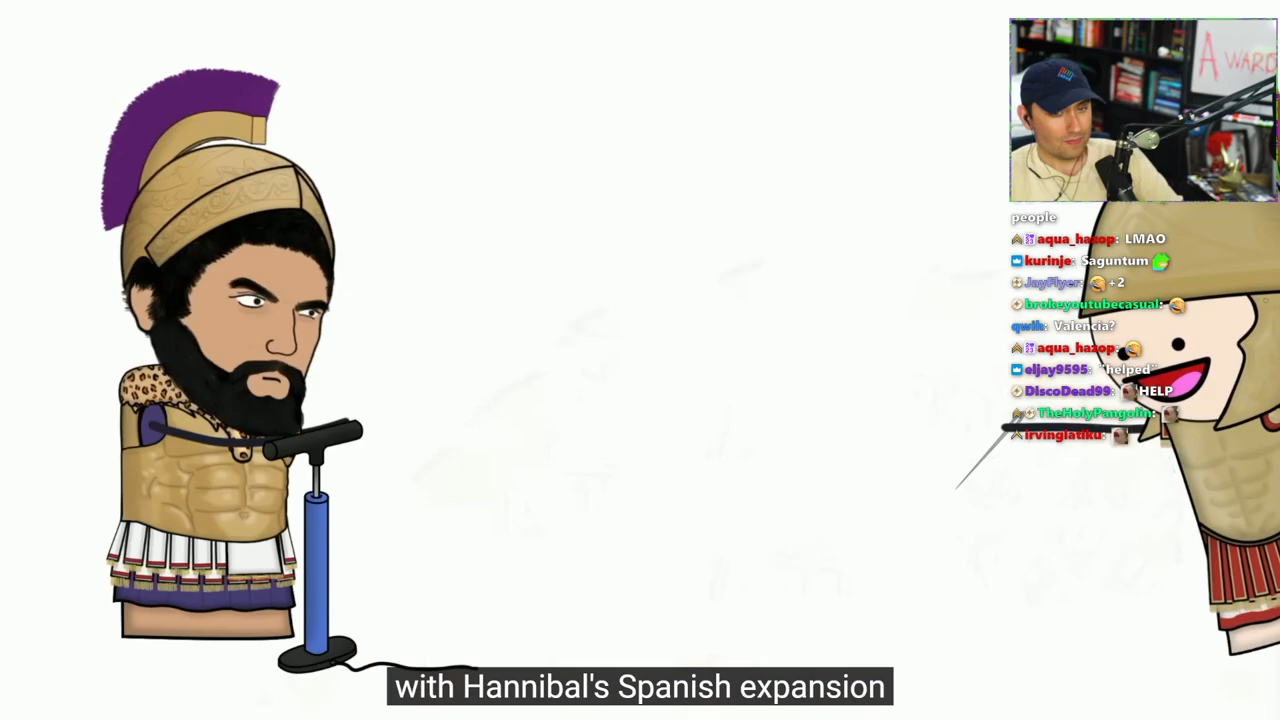 A WARD
people
aqua_hazop: LMAO
kurinje: Saguntum
JayFlyer: +2
brokeyoutubecasual:
qwih: Valencia?
aqua_hazop:
eljay9595: "helped"
DiscoDead99: HELP
TheHolyPangolin:
irvinglatiku:
with Hannibal's Spanish expansion